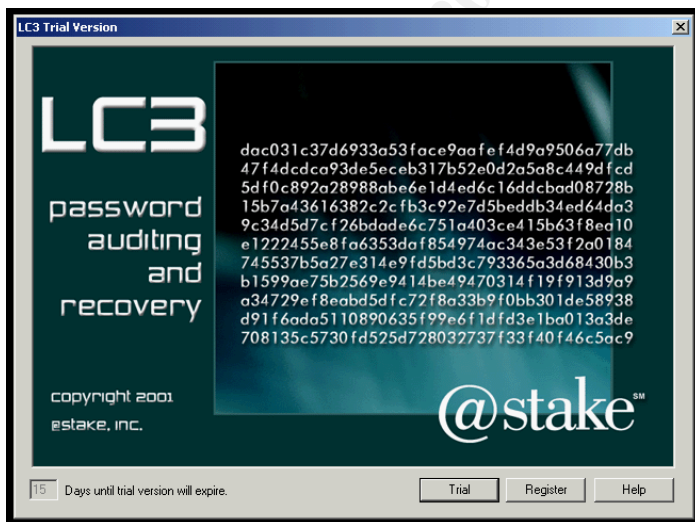 LC3 Trial Version
LC3
password
auditing
and
recovery
dac031c37d6933a53face9aafef4d9a9506a77db
47f4dcdca93de5eceb317b52e0d2a5a8c449dfcd
5df0c892a28988abe6e1d4ed6c16ddcbad08728b
15b7a43616382c2cfb3c92e7d5beddb34ed64da3
9c34d5d7cf26bdade6c751a403ce415b63f8ea10
e1222455e8fa6353daf854974ac343e53f2a0184
745537b5a27e314e9fd5bd3c793365a3d68430b3
b1599ae75b2569e9414be49470314f19f913d9a9
a34729ef8eabd5dfc72f8a33b9f0bb301de58938
d91f6ada5110890635f99e6f1dfd3e1ba013a3de
708135c5730fd525d728032737f33f40f46c5ac9
copyright 2001
@stake, inc.
@stake SM
15 Days until trial version will expire.
Trial Register Help